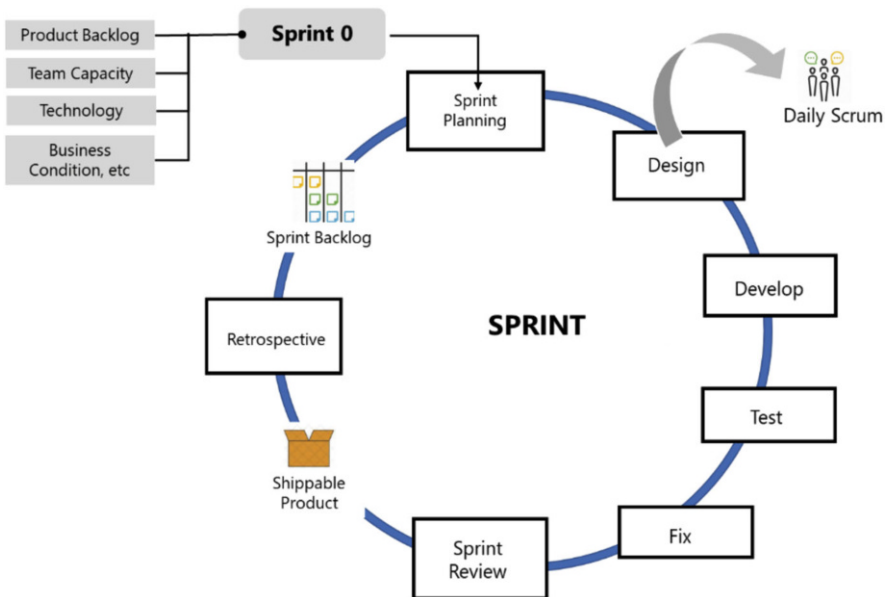 Product Backlog
Team Capacity
Technology
Business
Condition, etc
Sprint 0
Sprint
Planning
Daily Scrum
Design
Sprint Backlog
Develop
SPRINT
Retrospective
Test
Shippable
Product
Fix
Sprint
Review